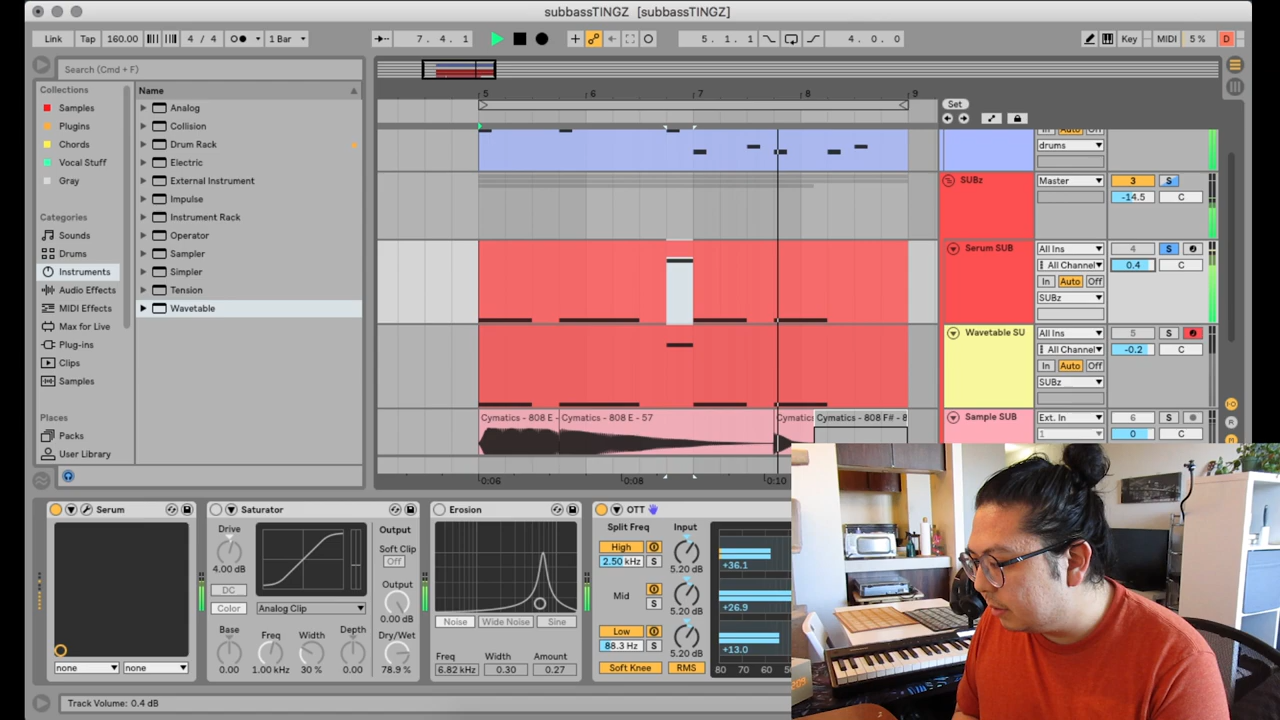 subbassTINGZ [subbassTINGZ]
Link Tap 160.00 4 / 4 1 Bar 7. 4. 1 5. 1. 1 4. 0. 0 Key MIDI 5 % D
Search (Cmd + F)
Collections
Samples
Plugins
Chords
Vocal Stuff
Gray
Categories
Sounds
Drums
Instruments
Audio Effects
MIDI Effects
Max for Live
Plug-ins
Clips
Samples
Places
Packs
User Library
Name
Analog
Collision
Drum Rack
Electric
External Instrument
Impulse
Instrument Rack
Operator
Sampler
Simpler
Tension
Wavetable
5 6 7 8 9
Set
In Auto Off
drums
SUBz Master 3 S
-14.5 C
Serum SUB All Ins 4 S
All Channel 0.4 C
In Auto Off
SUBz
Wavetable SU All Ins 5 S
All Channel -0.2 C
In Auto Off
SUBz
Cymatics - 808 E - Cymatics - 808 E - 57 Cymatics Cymatics - 808 F# - 8 Sample SUB Ext. In 6 S
1 0 C
0:06 0:08 0:10
Serum
none none
Saturator
Drive
4.00 dB
DC
Color
Analog Clip
Base Freq Width Depth
0.00 1.00 kHz 30 % 0.00
Output
Soft Clip
Off
Output
0.00 dB
Dry/Wet
78.9 %
Erosion
Noise Wide Noise Sine
Freq Width Amount
6.82 kHz 0.30 0.27
OTT
Split Freq Input
High
2.50 kHz S 5.20 dB +36.1
Mid S 5.20 dB +26.9
Low
88.3 Hz S 5.20 dB +13.0
Soft Knee RMS 80 70 60 50
Track Volume: 0.4 dB